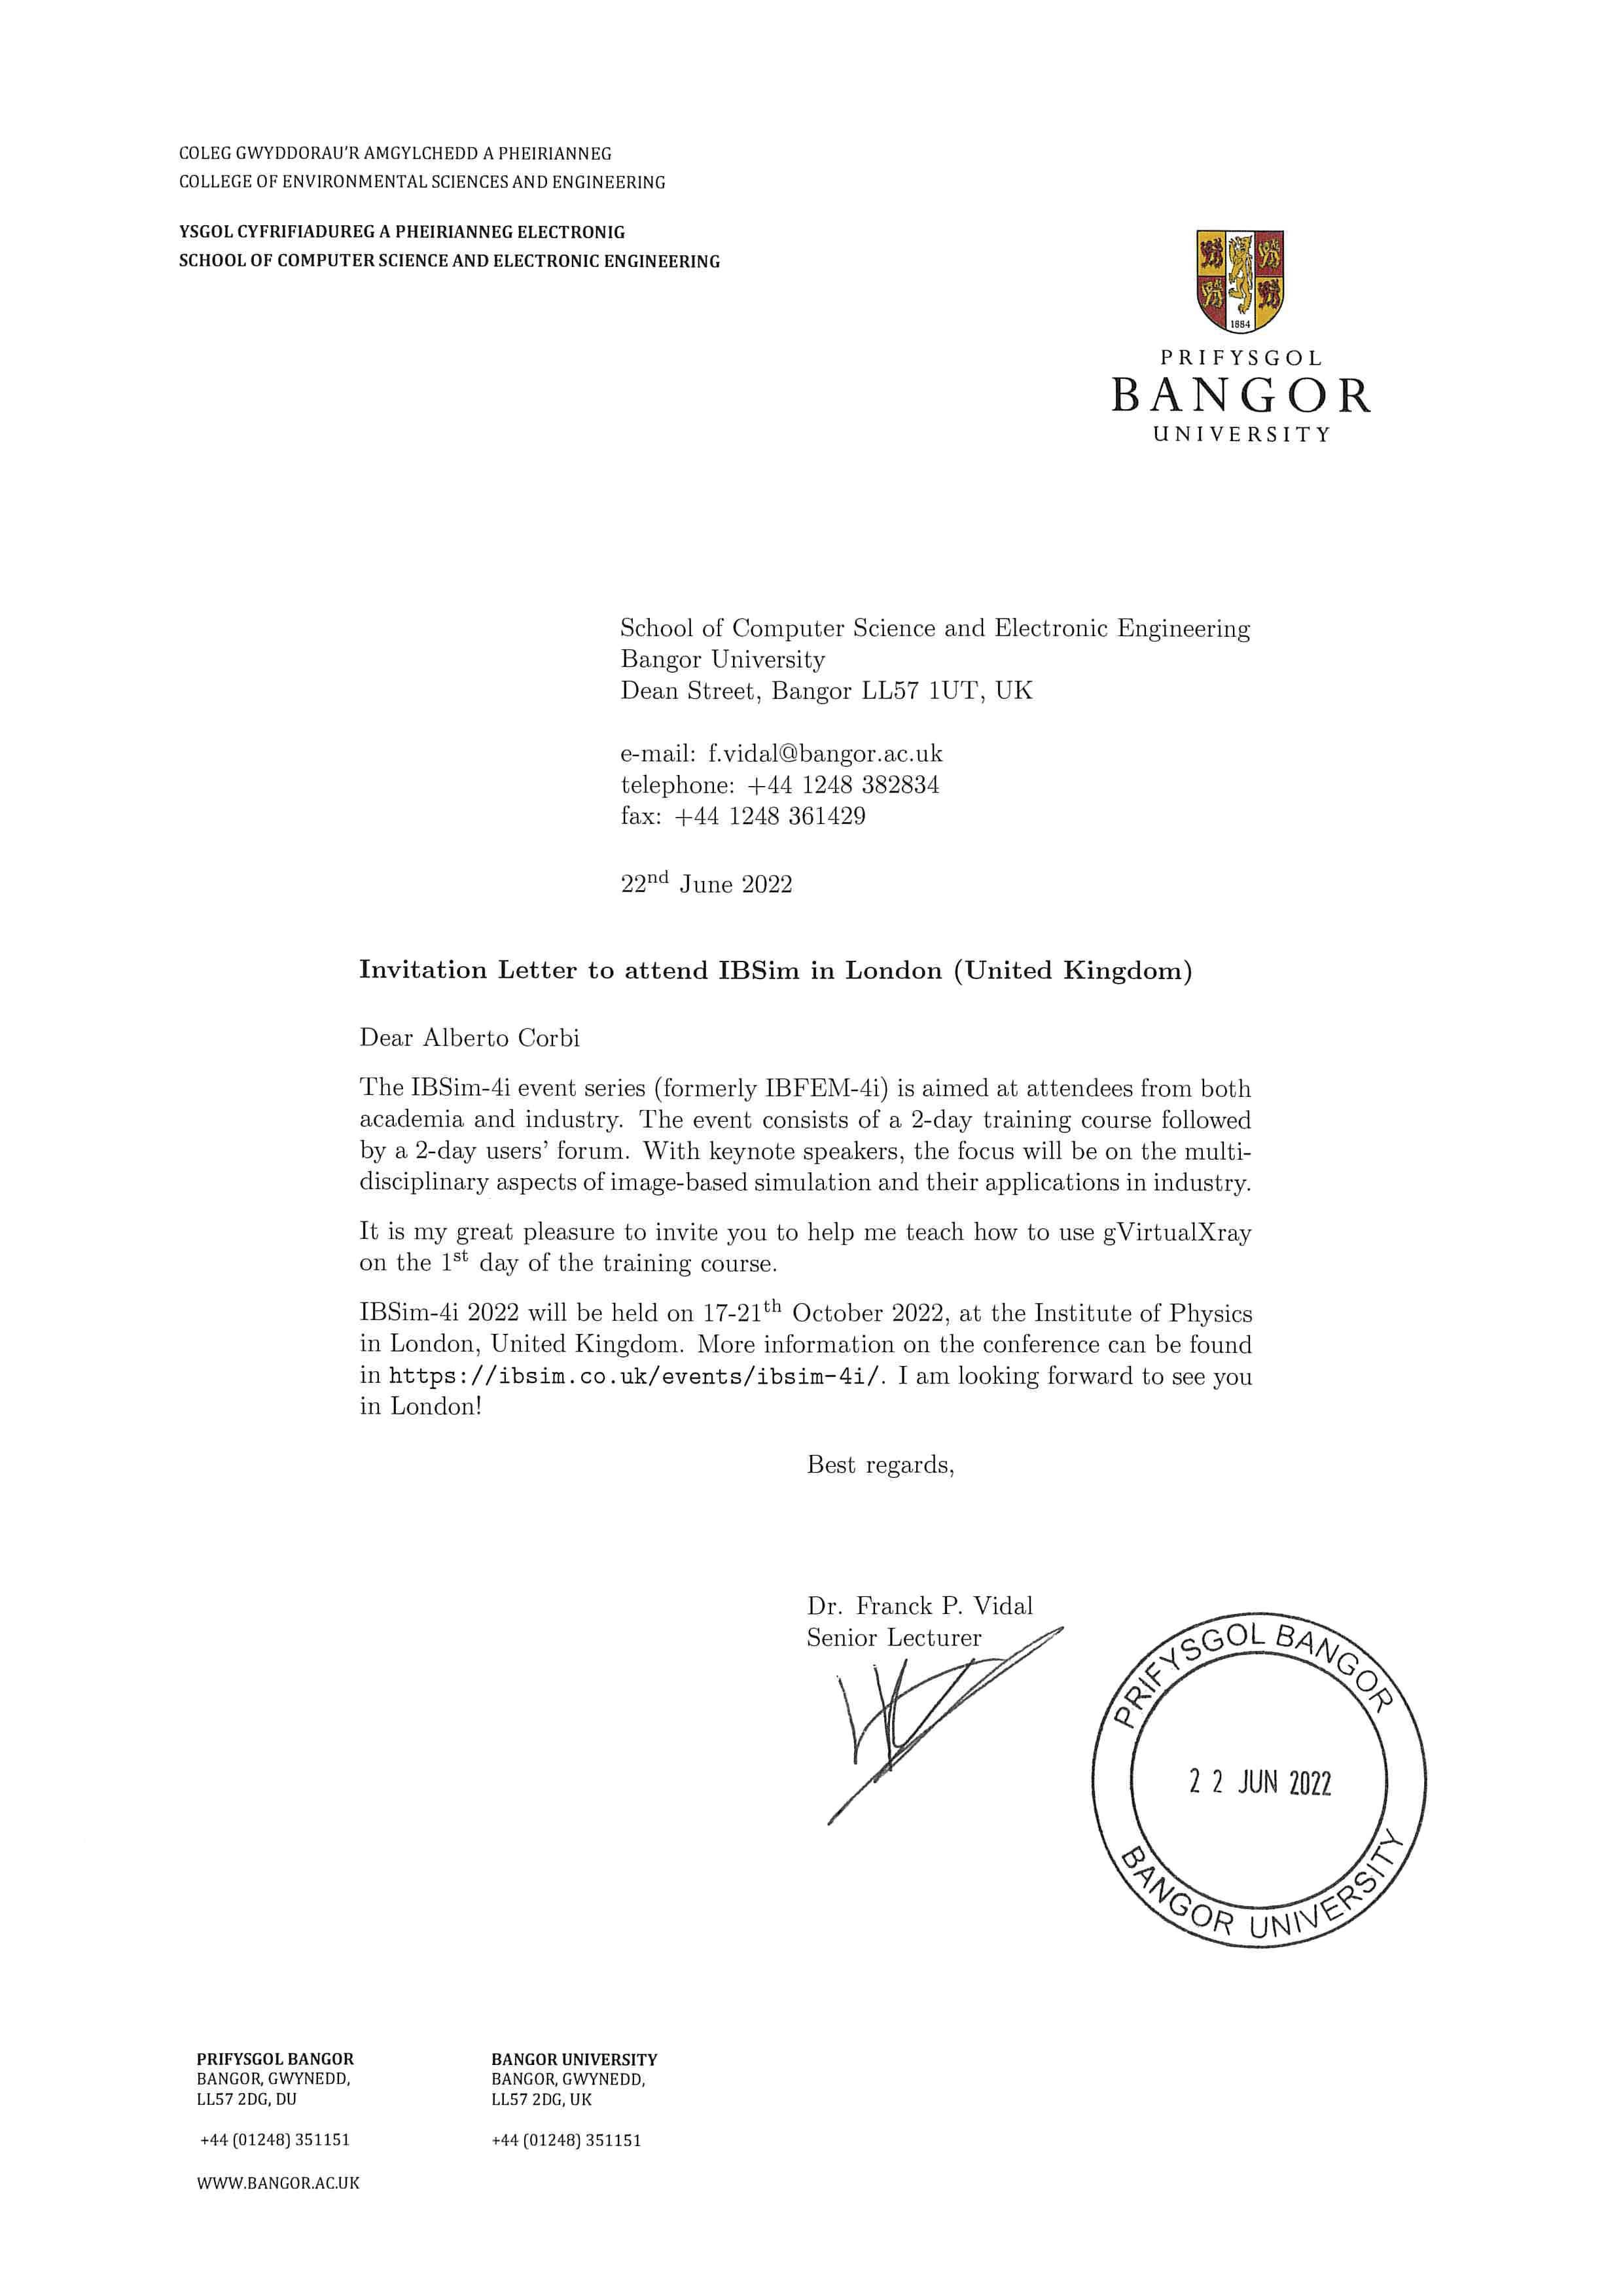 COLEG GWYDDORAU'R AMGYLCHEDD A PHEIRIANNEG
COLLEGE OF ENVIRONMENTAL SCIENCES AND ENGINEERING
YSGOL CYFRIFIADUREG A PHEIRIANNEG ELECTRONIG
SCHOOL OF COMPUTER SCIENCE AND ELECTRONIC ENGINEERING
1884
PRIFYSGOL
BANGOR
UNIVERSITY
School of Computer Science and Electronic Engineering
Bangor University
Dean Street, Bangor LL57 1UT, UK
e-mail: f.vidal@bangor.ac.uk
telephone: +44 1248 382834
fax: +44 1248 361429
22nd June 2022
Invitation Letter to attend IBSim in London (United Kingdom)
Dear Alberto Corbi
The IBSim-4i event series (formerly IBFEM-4i) is aimed at attendees from both
academia and industry. The event consists of a 2-day training course followed
by a 2-day users' forum. With keynote speakers, the focus will be on the multi-
disciplinary aspects of image-based simulation and their applications in industry.
It is my great pleasure to invite you to help me teach how to use gVirtualXray
on the 1st day of the training course.
IBSim-4i 2022 will be held on 17-21th October 2022, at the Institute of Physics
in London, United Kingdom. More information on the conference can be found
in https://ibsim.co.uk/events/ibsim-4i/. I am looking forward to see you
in London!
Best regards,
Dr. Franck P. Vidal
Senior Lecturer
PRIFYSGOL BANGOR
22 JUN 2022
BANGOR UNIVERSITY
PRIFYSGOL BANGOR
BANGOR, GWYNEDD,
LL57 2DG, DU
+44 (01248) 351151
WWW.BANGOR.AC.UK
BANGOR UNIVERSITY
BANGOR, GWYNEDD,
LL57 2DG, UK
+44 (01248) 351151